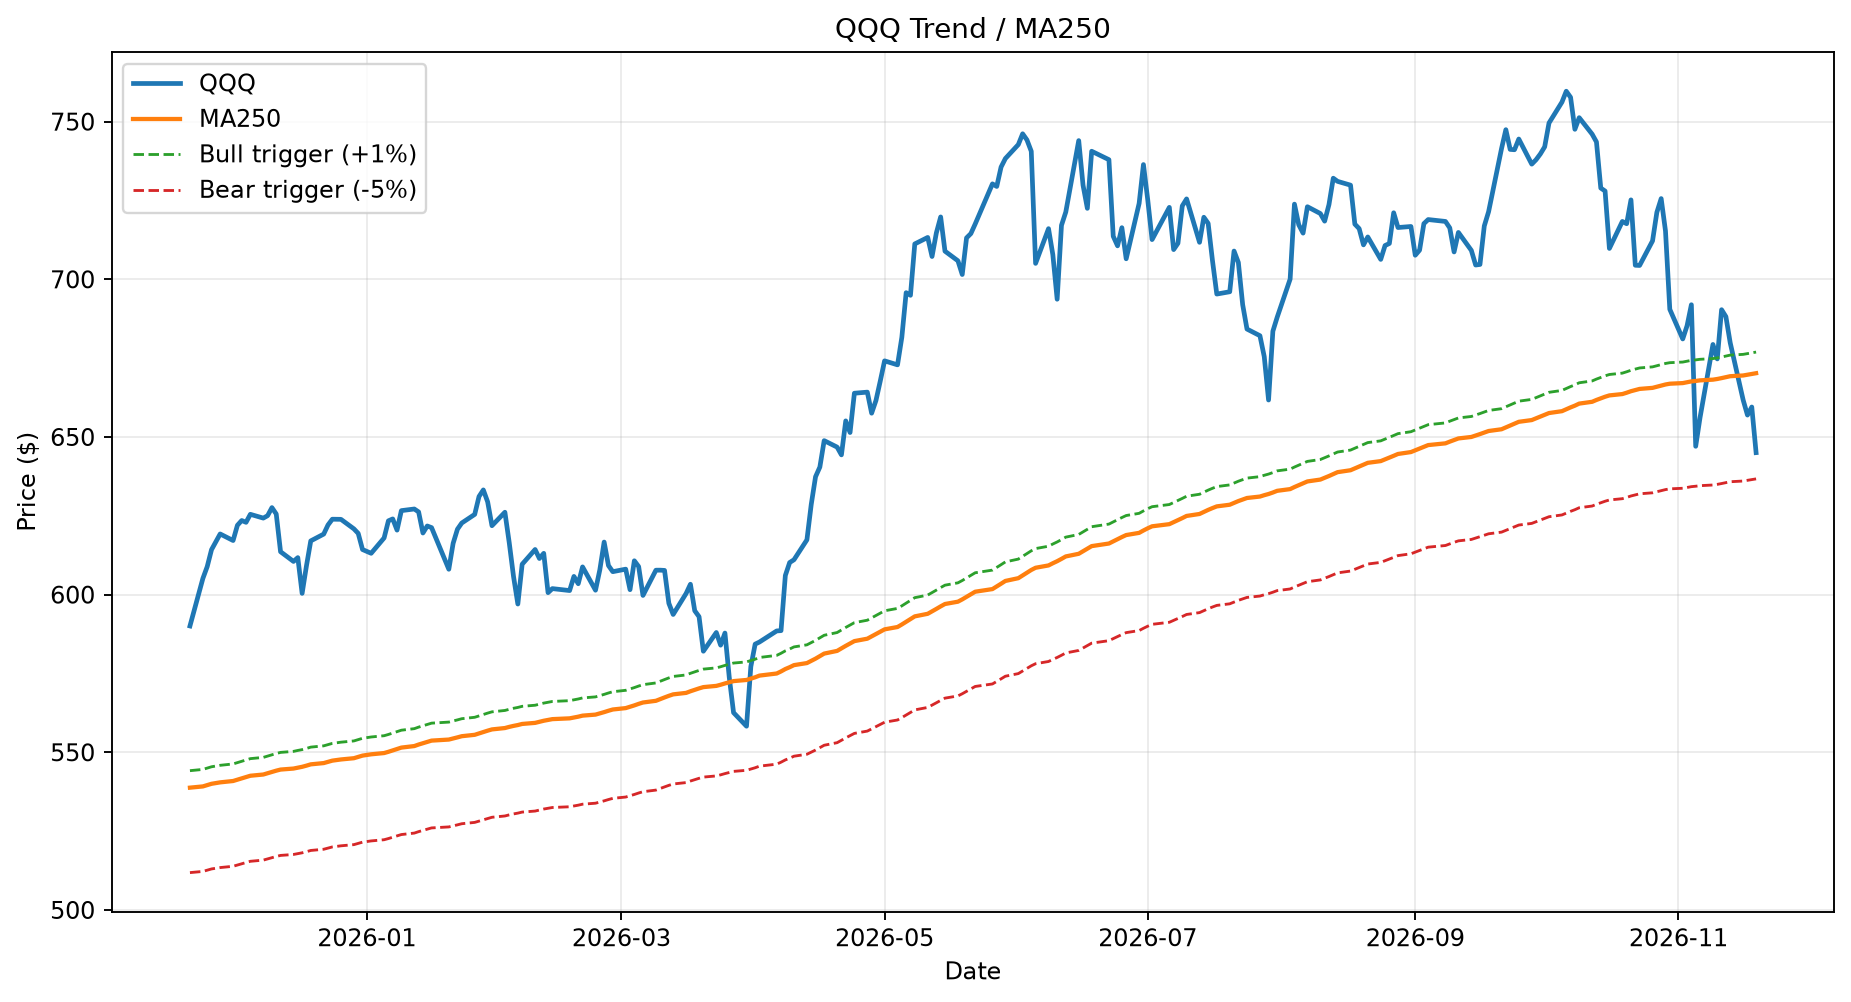 QQQ Trend / MA250
QQQ
MA250
Bull trigger (+1%)
Bear trigger (-5%)
Price ($)
750
700
650
600
550
500
2026-01
2026-03
2026-05
2026-07
2026-09
2026-11
Date